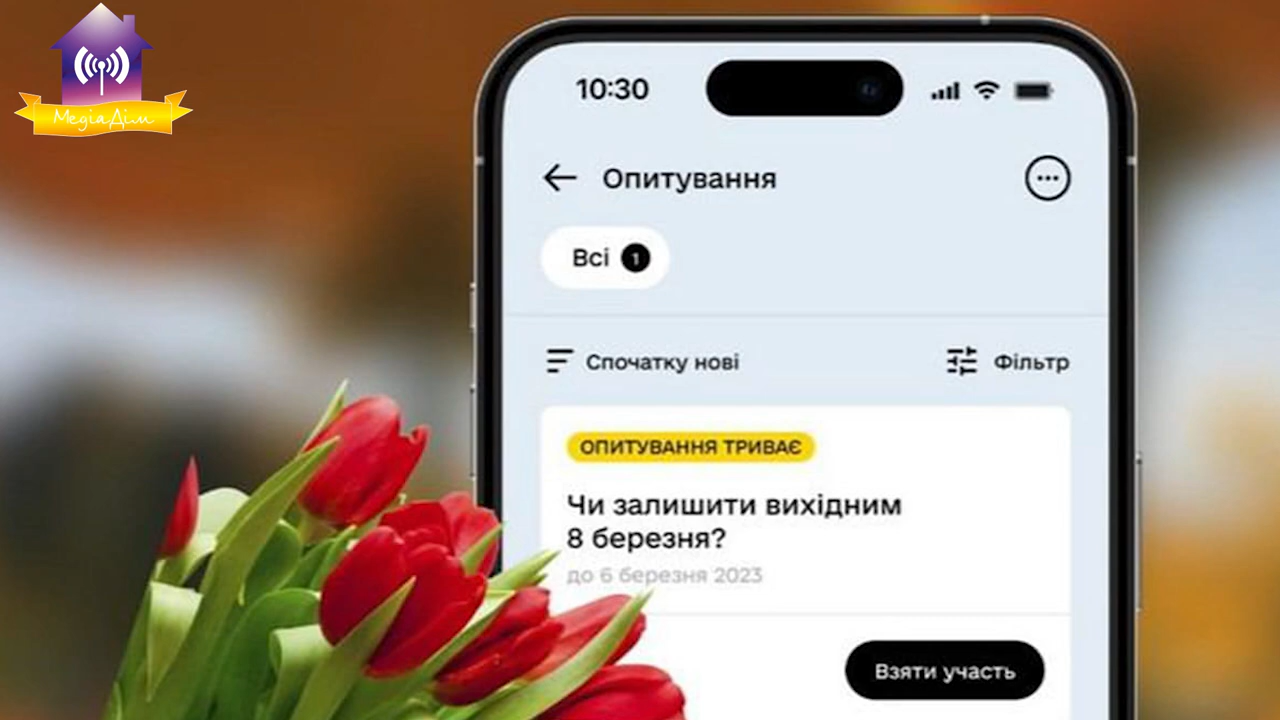 МедіаДім
10:30
Опитування
Всі 1
Спочатку нові
Фільтр
ОПИТУВАННЯ ТРИВАЄ
Чи залишити вихідним
8 березня?
до 6 березня 2023
Взяти участь